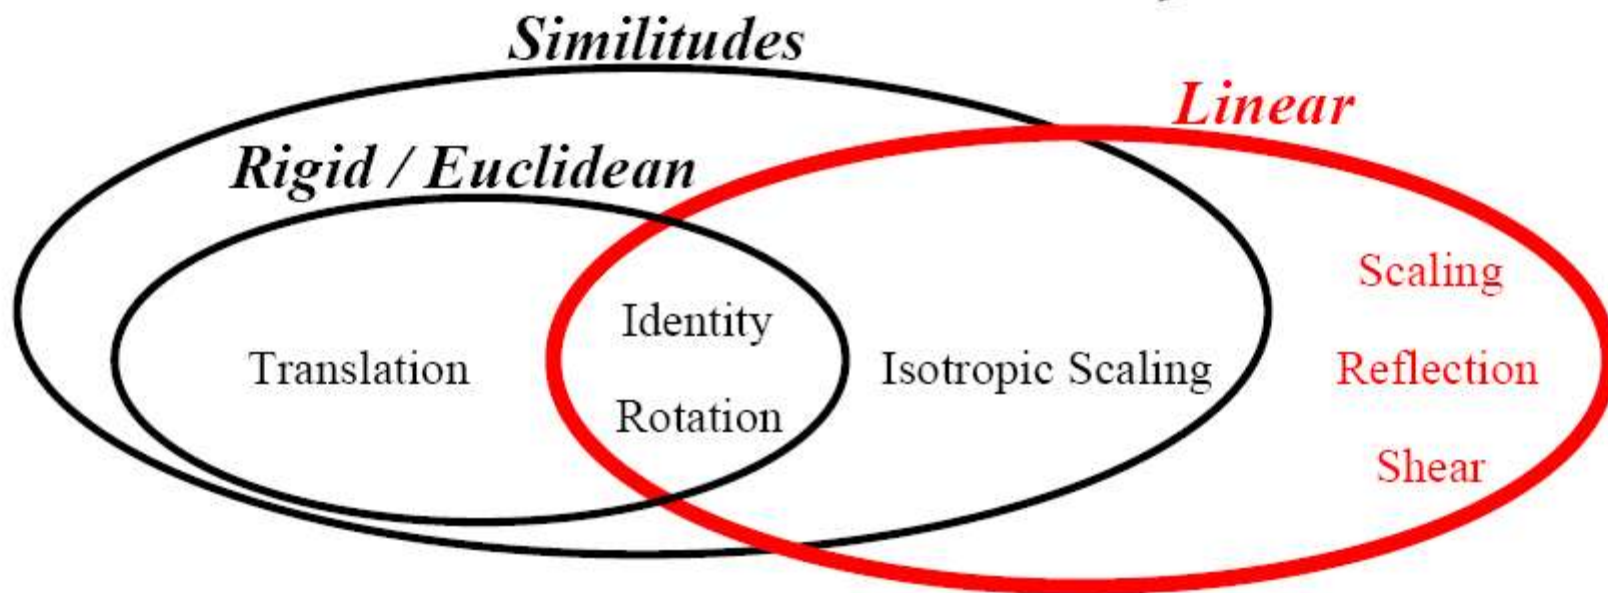 Similitudes
Linear
Rigid / Euclidean
Scaling
Identity
Translation
Isotropic Scaling
Reflection
Rotation
Shear